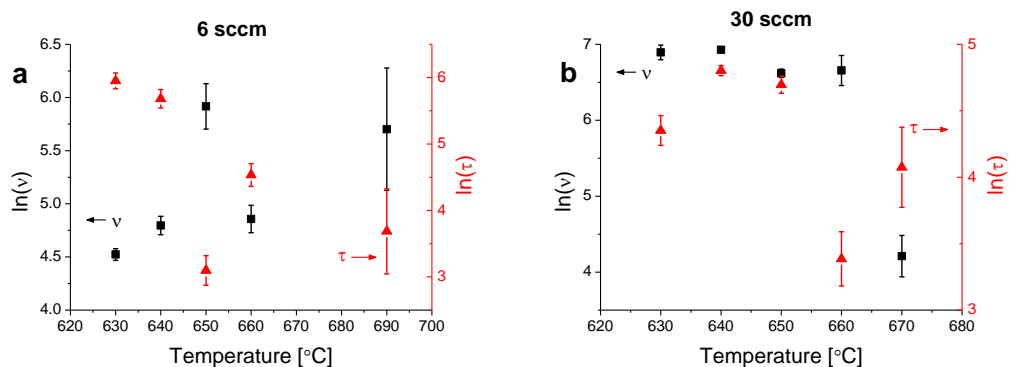 6 sccm
a
6.5
6.0
5.5
5.0
4.5
4.0
ln(ν)
ν
τ
6
5
4
3
ln(τ)
620 630 640 650 660 670 680 690 700
Temperature [°C]
30 sccm
b
7
6
5
4
ln(ν)
ν
τ
5
4
3
ln(τ)
620 630 640 650 660 670 680
Temperature [°C]